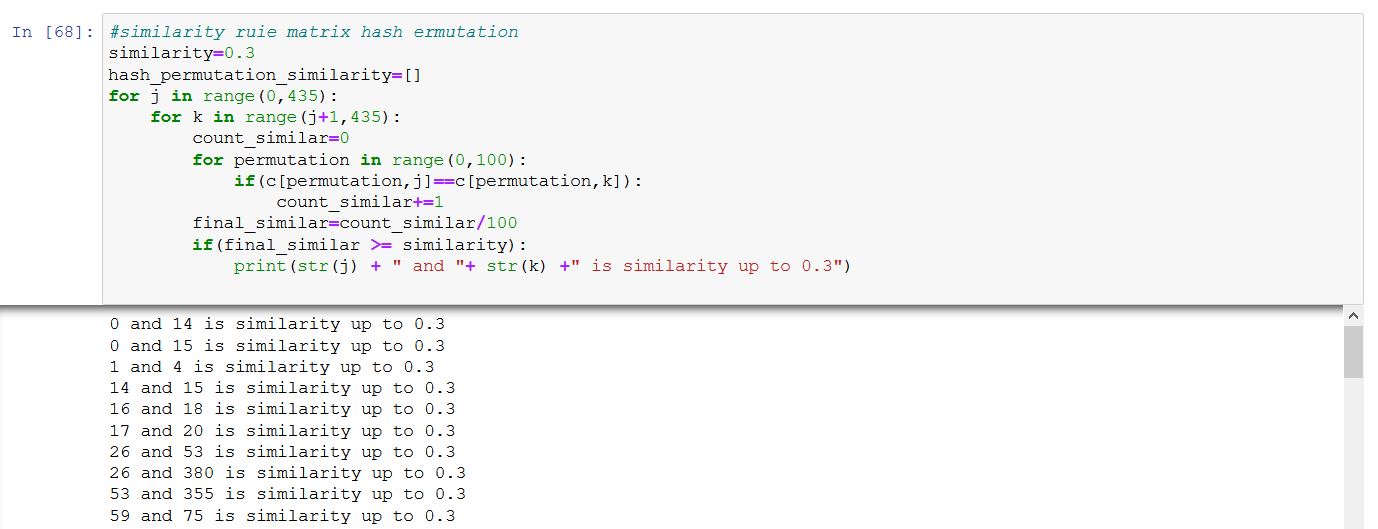 In [68]: #similarity ruie matrix hash ermutation
similarity=0.3
hash_permutation_similarity=[]
for j in range(0,435):
    for k in range(j+1,435):
        count_similar=0
        for permutation in range(0,100):
            if(c[permutation,j]==c[permutation,k]):
                count_similar+=1
        final_similar=count_similar/100
        if(final_similar >= similarity):
            print(str(j) + " and "+ str(k) +" is similarity up to 0.3")
0 and 14 is similarity up to 0.3
0 and 15 is similarity up to 0.3
1 and 4 is similarity up to 0.3
14 and 15 is similarity up to 0.3
16 and 18 is similarity up to 0.3
17 and 20 is similarity up to 0.3
26 and 53 is similarity up to 0.3
26 and 380 is similarity up to 0.3
53 and 355 is similarity up to 0.3
59 and 75 is similarity up to 0.3